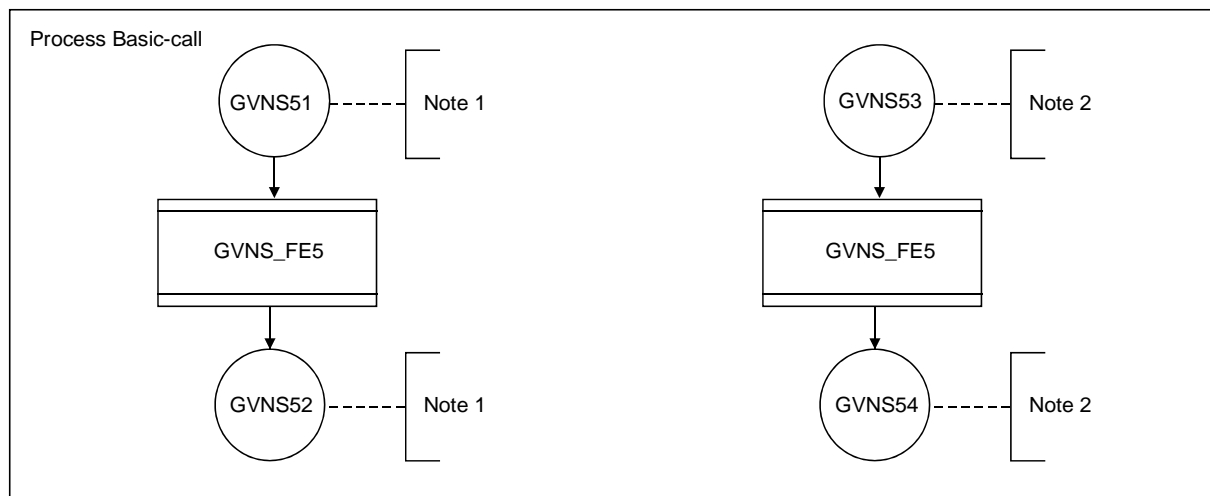 Process Basic-call
GVNS51
Note 1
GVNS53
Note 2
GVNS_FE5
GVNS_FE5
GVNS52
Note 1
GVNS54
Note 2